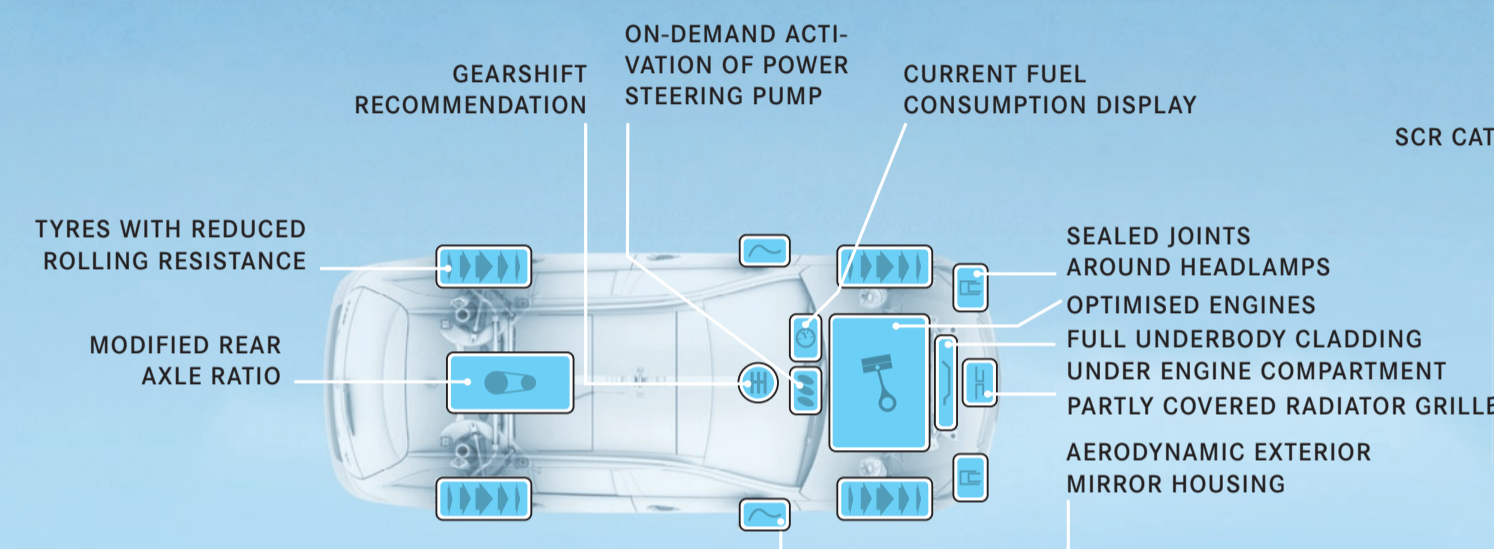 ON-DEMAND ACTI-
VATION OF POWER
STEERING PUMP
GEARSHIFT
RECOMMENDATION
CURRENT FUEL
CONSUMPTION DISPLAY
SCR CAT
TYRES WITH REDUCED
ROLLING RESISTANCE
SEALED JOINTS
AROUND HEADLAMPS
OPTIMISED ENGINES
FULL UNDERBODY CLADDING
UNDER ENGINE COMPARTMENT
PARTLY COVERED RADIATOR GRILLE
MODIFIED REAR
AXLE RATIO
AERODYNAMIC EXTERIOR
MIRROR HOUSING